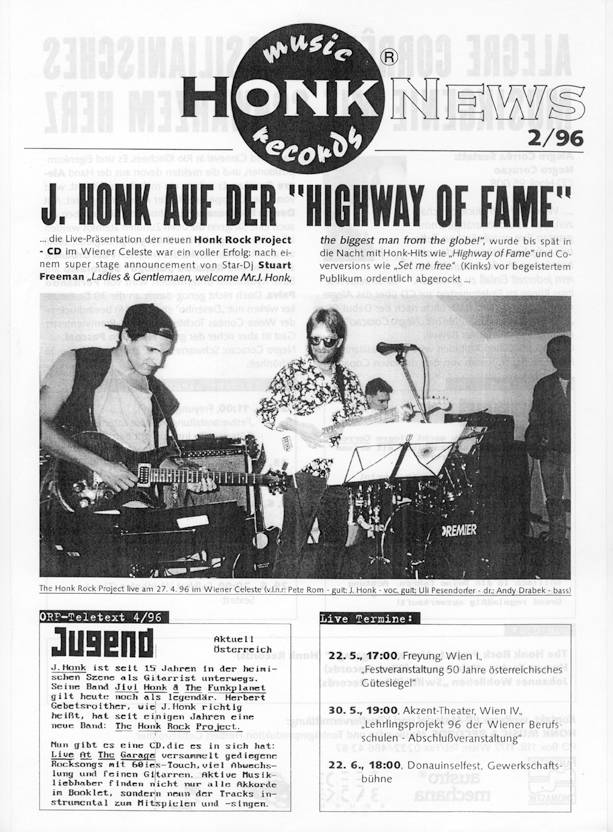 music
HONK NEWS
®
records
2/96
J. HONK AUF DER "HIGHWAY OF FAME"
... die Live-Präsentation der neuen Honk Rock Project
- CD im Wiener Celeste war ein voller Erfolg: nach ei-
nem super stage announcement von Star-Dj Stuart
Freeman „Ladies & Gentlemaen, welcome Mr.J. Honk,
the biggest man from the globe!“, wurde bis spät in
die Nacht mit Honk-Hits wie „Highway of Fame“ und Co-
verversions wie „Set me free“ (Kinks) vor begeistertem
Publikum ordentlich abgerockt ...
PREMIER
The Honk Rock Project live am 27. 4. 96 im Wiener Celeste (v.l.n.r: Pete Rom - guit; J. Honk - voc, guit; Uli Pesendorfer - dr.; Andy Drabek - bass)
ORF-Teletext 4/96
Jugend
Aktuell
Österreich
J.Honk ist seit 15 Jahren in der heimi-
schen Szene als Gitarrist unterwegs.
Seine Band Jivi Honk & The Funkplanet
gilt heute noch als legendär. Herbert
Gebetsroither, wie J.Honk richtig
heißt, hat seit einigen Jahren eine
neue Band: The Honk Rock Project.
Nun gibt es eine CD,die es in sich hat:
Live At The Garage versammelt gediegene
Rocksongs mit 60ies-Touch,viel Abwechs-
lung und feinen Gitarren. Aktive Musik-
liebhaber finden nicht nur alle Akkorde
im Booklet, sondern neun der Tracks in-
strumental zum Mitspielen und -singen.
Live Termine:
22. 5., 17:00, Freyung, Wien I.,
„Festveranstaltung 50 Jahre österreichisches
Gütesiegel“
30. 5., 19:00, Akzent-Theater, Wien IV.,
„Lehrlingsprojekt 96 der Wiener Berufs-
schulen - Abschlußveranstaltung“
22. 6., 18:00, Donauinselfest, Gewerkschafts-
bühne